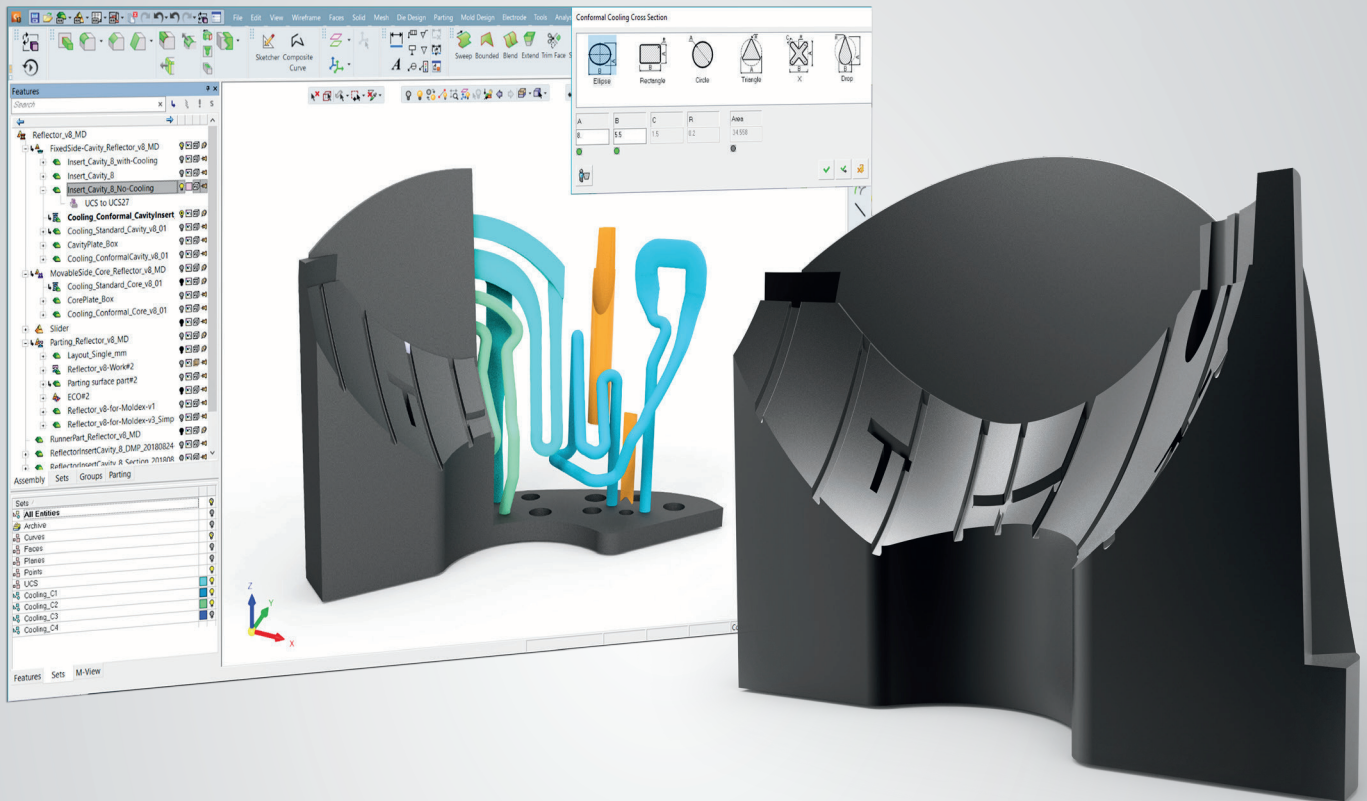 File Edit View Wireframe Faces Solid Mesh Die Design Parting Mold Design Electrode Tools
Sketcher Composite Curve Sweep Bounded Blend Extend Trim Face
Features
Search
Reflector_v8_MD
FixedSide-Cavity_Reflector_v8_MD
Insert_Cavity_8_with-Cooling
Insert_Cavity_8
Insert_Cavity_8_No-Cooling
UCS to UCS27
Cooling_Conformal_CavityInsert
Cooling_Standard_Cavity_v8_01
CavityPlate_Box
Cooling_ConformalCavity_v8_01
MovableSide_Core_Reflector_v8_MD
Cooling_Standard_Core_v8_01
CorePlate_Box
Cooling_Conformal_Core_v8_01
Slider
Parting_Reflector_v8_MD
Layout_Single_mm
Reflector_v8-Work#2
Parting surface part#2
ECO#2
Reflector_v8-for-Moldex-v1
Reflector_v8-for-Moldex-v3_Simp
RunnerPart_Reflector_v8_MD
ReflectorInsertCavity_8_DMP_20180824
ReflectorInsertCavity_8_Section_201808
Assembly Sets Groups Parting
Sets
All Entities
Archive
Curves
Faces
Planes
Points
UCS
Cooling_C1
Cooling_C2
Cooling_C3
Cooling_C4
Features Sets M-View
Z
Y
X
Conformal Cooling Cross Section
Ellipse Rectangle Circle Triangle X Drop
A B C R Area
8. 5.5 1.5 0.2 34.558